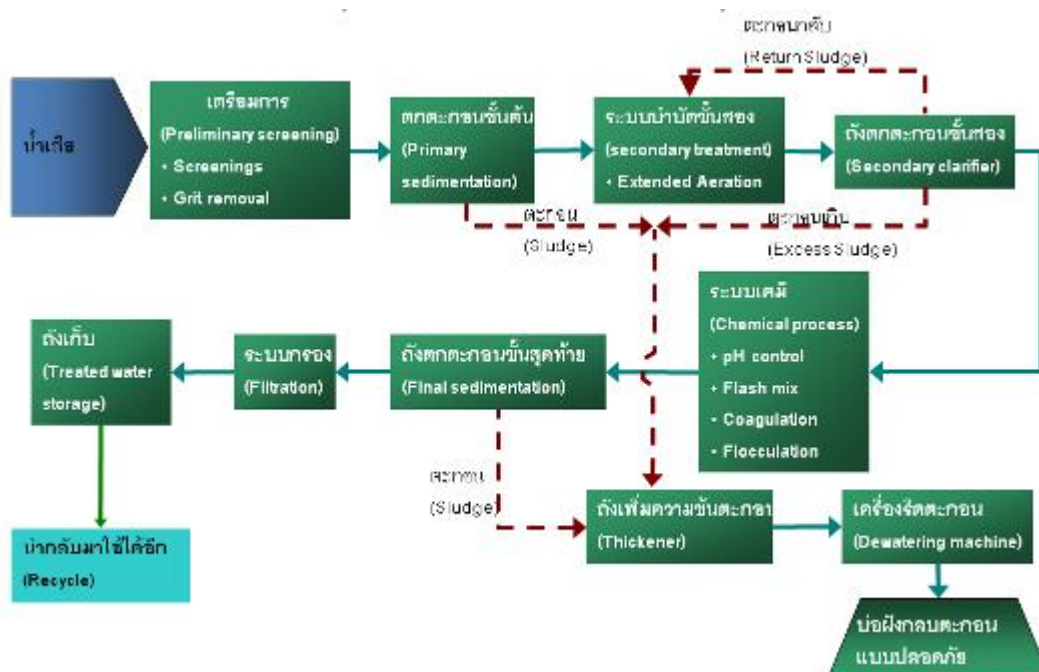 ตะกอนกลับ
(Return Sludge)
น้ำเสีย
เตรียมการ
(Preliminary screening)
• Screenings
• Grit removal
ตกตะกอนขั้นต้น
(Primary
sedimentation)
ระบบบำบัดขั้นสอง
(secondary treatment)
• Extended Aeration
ถังตกตะกอนขั้นสอง
(Secondary clarifier)
ตะกอน
(Sludge)
ตะกอนเกิน
(Excess Sludge)
ระบบเคมี
(Chemical process)
• pH control
• Flash mix
• Coagulation
• Flocculation
ถังตกตะกอนขั้นสุดท้าย
(Final sedimentation)
ระบบกรอง
(Filtration)
ถังเก็บ
(Treated water
storage)
ตะกอน
(Sludge)
ถังเพิ่มความข้นตะกอน
(Thickener)
เครื่องรีดตะกอน
(Dewatering machine)
นำกลับมาใช้ได้อีก
(Recycle)
บ่อฝังกลบตะกอน
แบบปลอดภัย